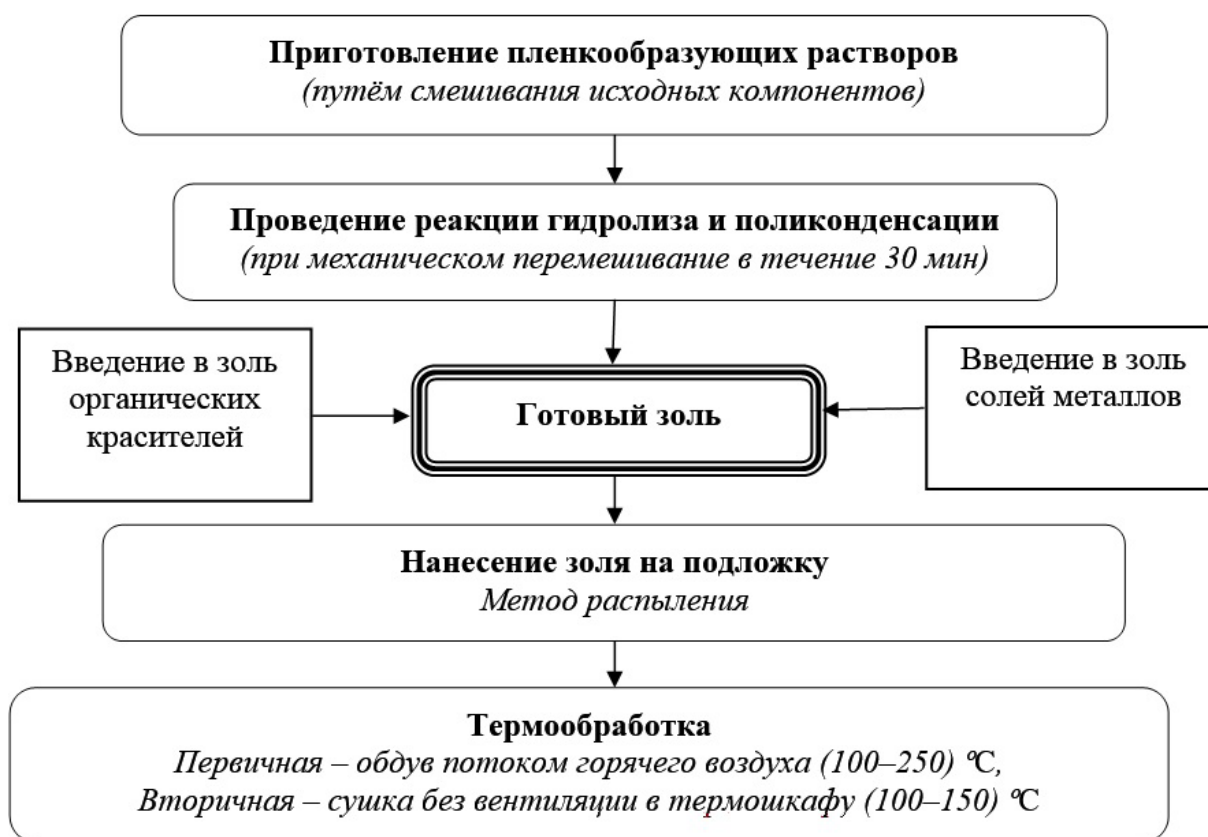 Приготовление пленкообразующих растворов
(путём смешивания исходных компонентов)
Проведение реакции гидролиза и поликонденсации
(при механическом перемешивание в течение 30 мин)
Введение в золь
органических
красителей
Готовый золь
Введение в золь
солей металлов
Нанесение золя на подложку
Метод распыления
Термообработка
Первичная – обдув потоком горячего воздуха (100–250) ℃,
Вторичная – сушка без вентиляции в термошкафу (100–150) ℃